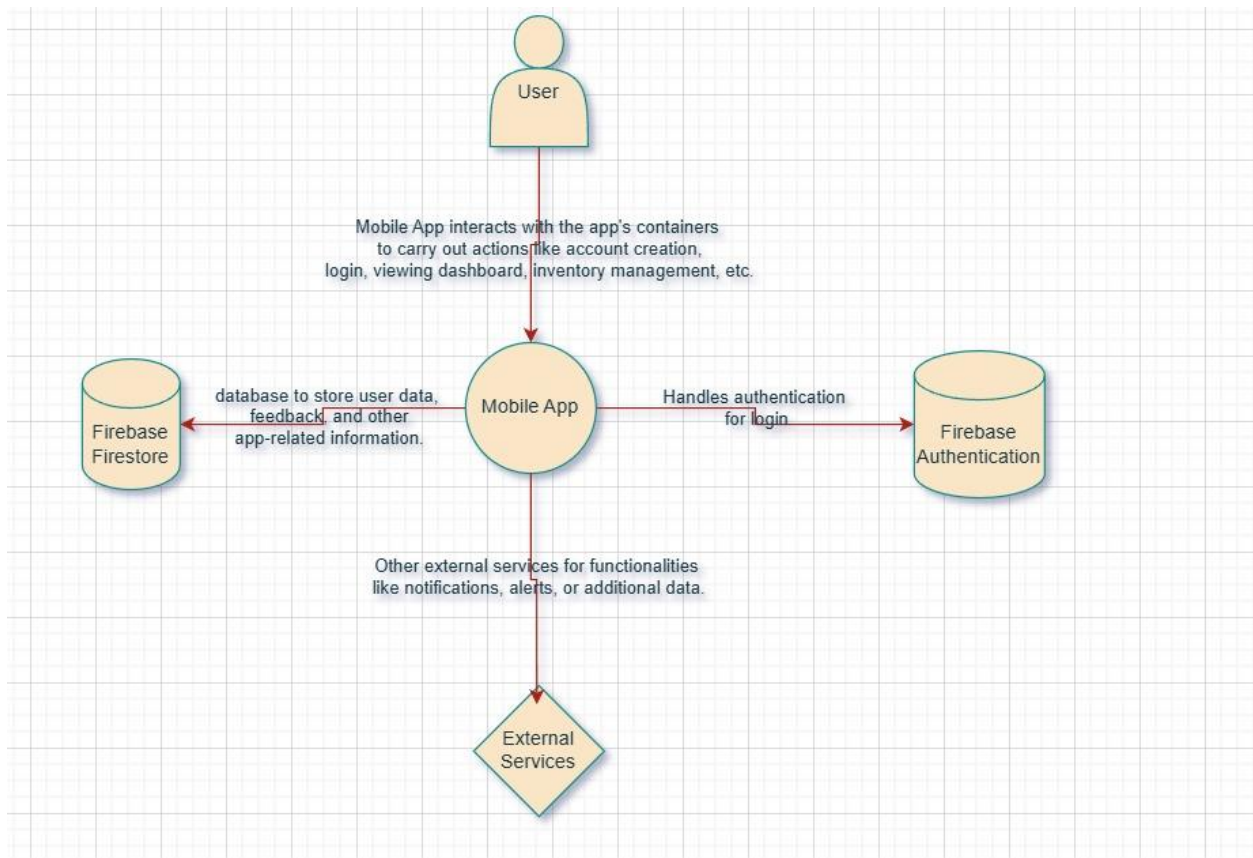 User
Mobile App interacts with the app's containers
to carry out actions like account creation,
login, viewing dashboard, inventory management, etc.
database to store user data,
feedback, and other
app-related information.
Firebase
Firestore
Mobile App
Handles authentication
for login
Firebase
Authentication
Other external services for functionalities
like notifications, alerts, or additional data.
External
Services